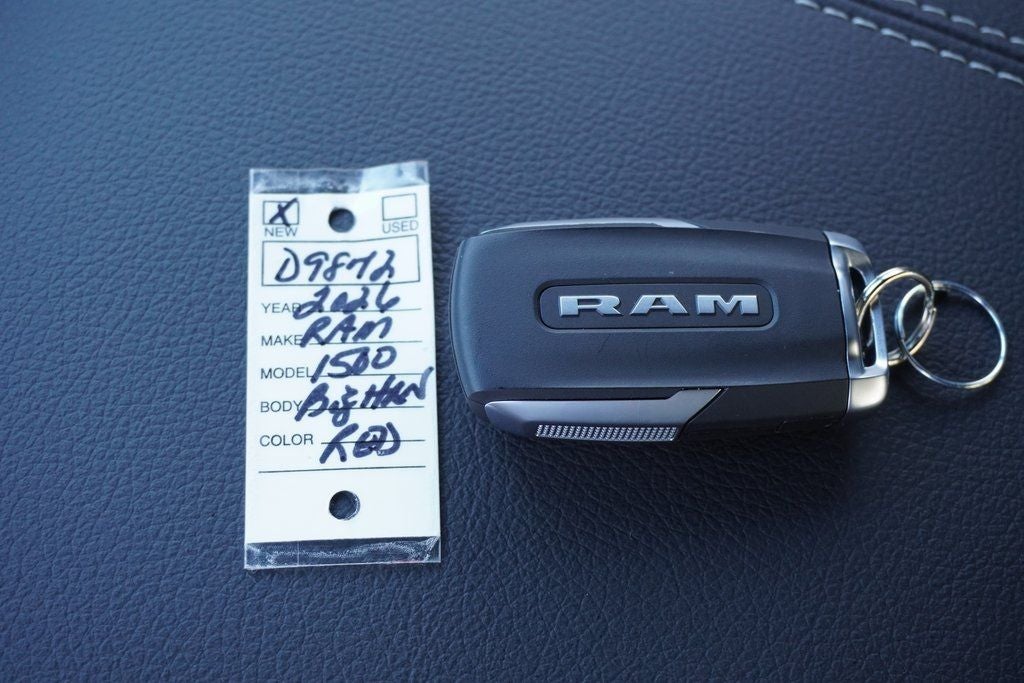 X
NEW USED
D9872
YEAR 2026
MAKE RAM
MODEL 1500
BODY Big HRN
COLOR RED
RAM